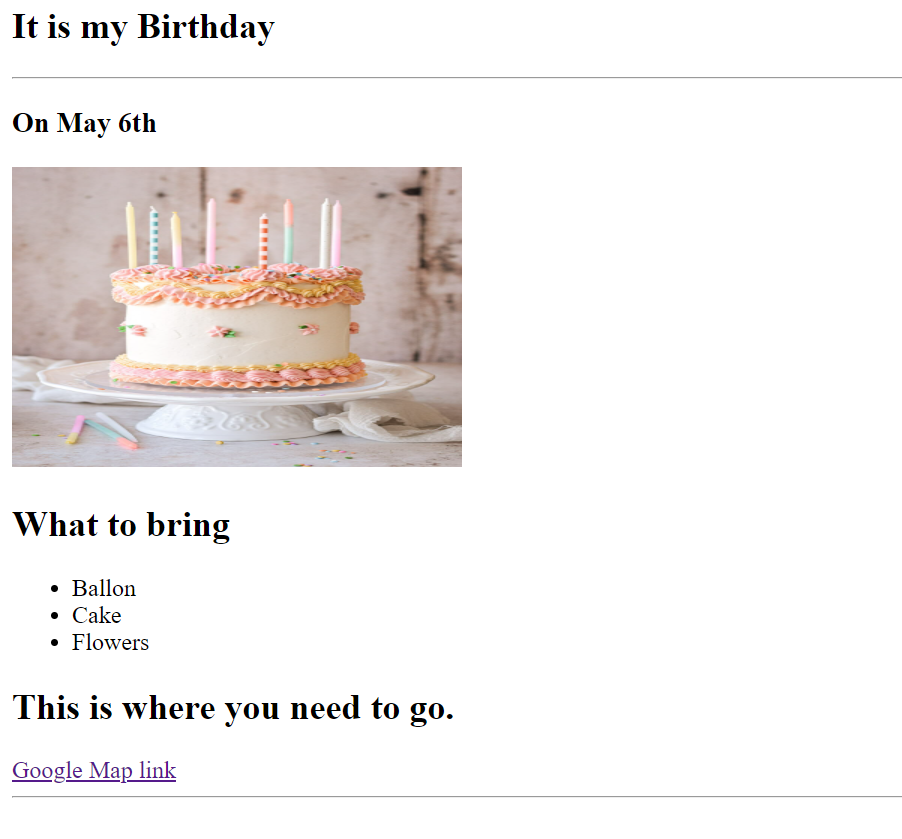 It is my Birthday
On May 6th
What to bring
Ballon
Cake
Flowers
This is where you need to go.
Google Map link